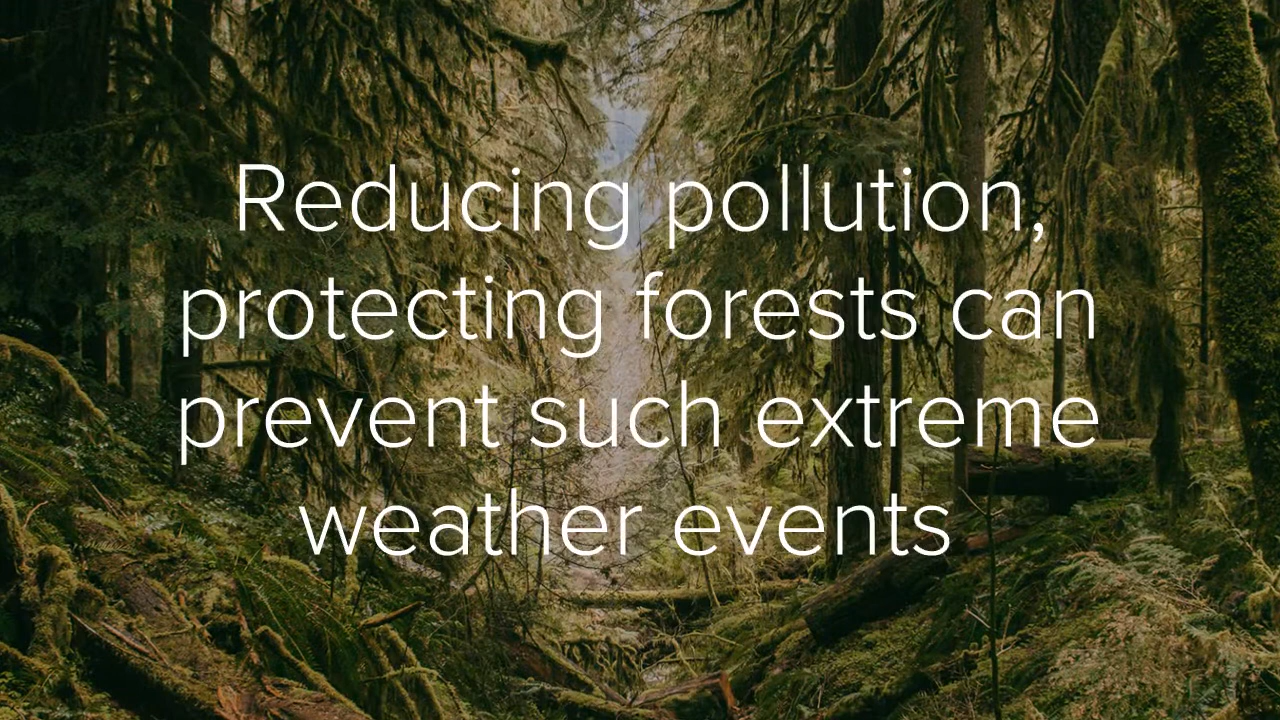 Reducing pollution,
protecting forests can
prevent such extreme
weather events